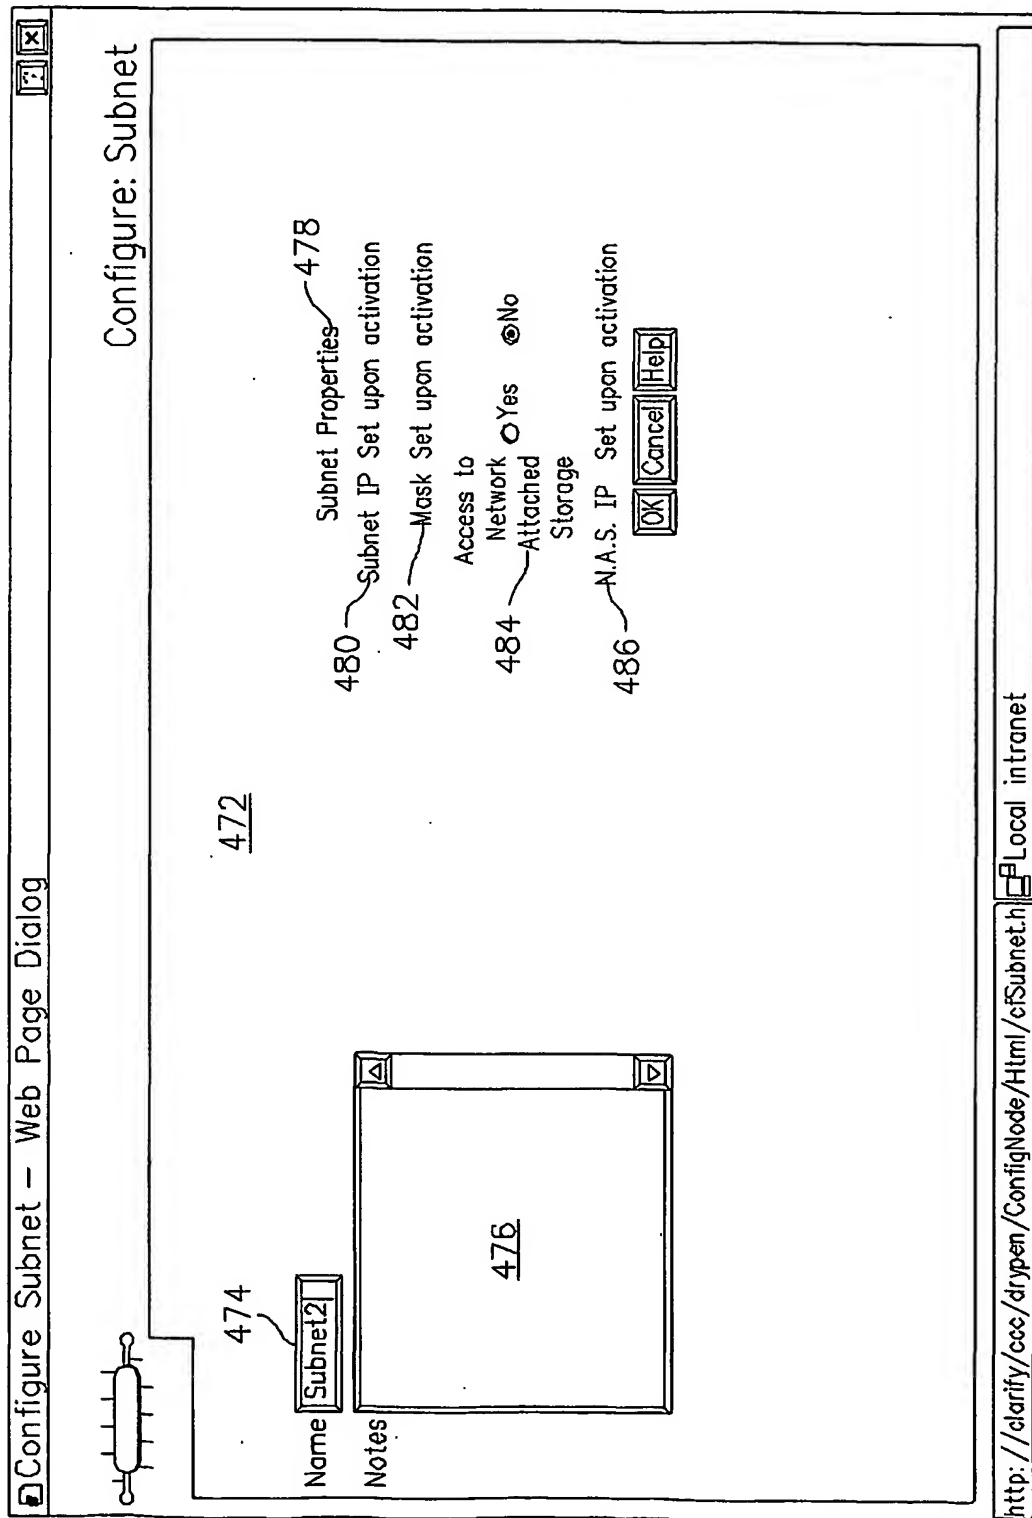 Configure Subnet — Web Page Dialog
? x
Configure: Subnet
472
474
Name Subnet2
Notes
476
Subnet Properties 478
480 Subnet IP Set upon activation
482 Mask Set upon activation
Access to
Network Yes No
484 Attached
Storage
486 N.A.S. IP Set upon activation
OK Cancel Help
http://clarify/ccc/drypen/ConfigNode/Html/cfSubnet.h Local intranet